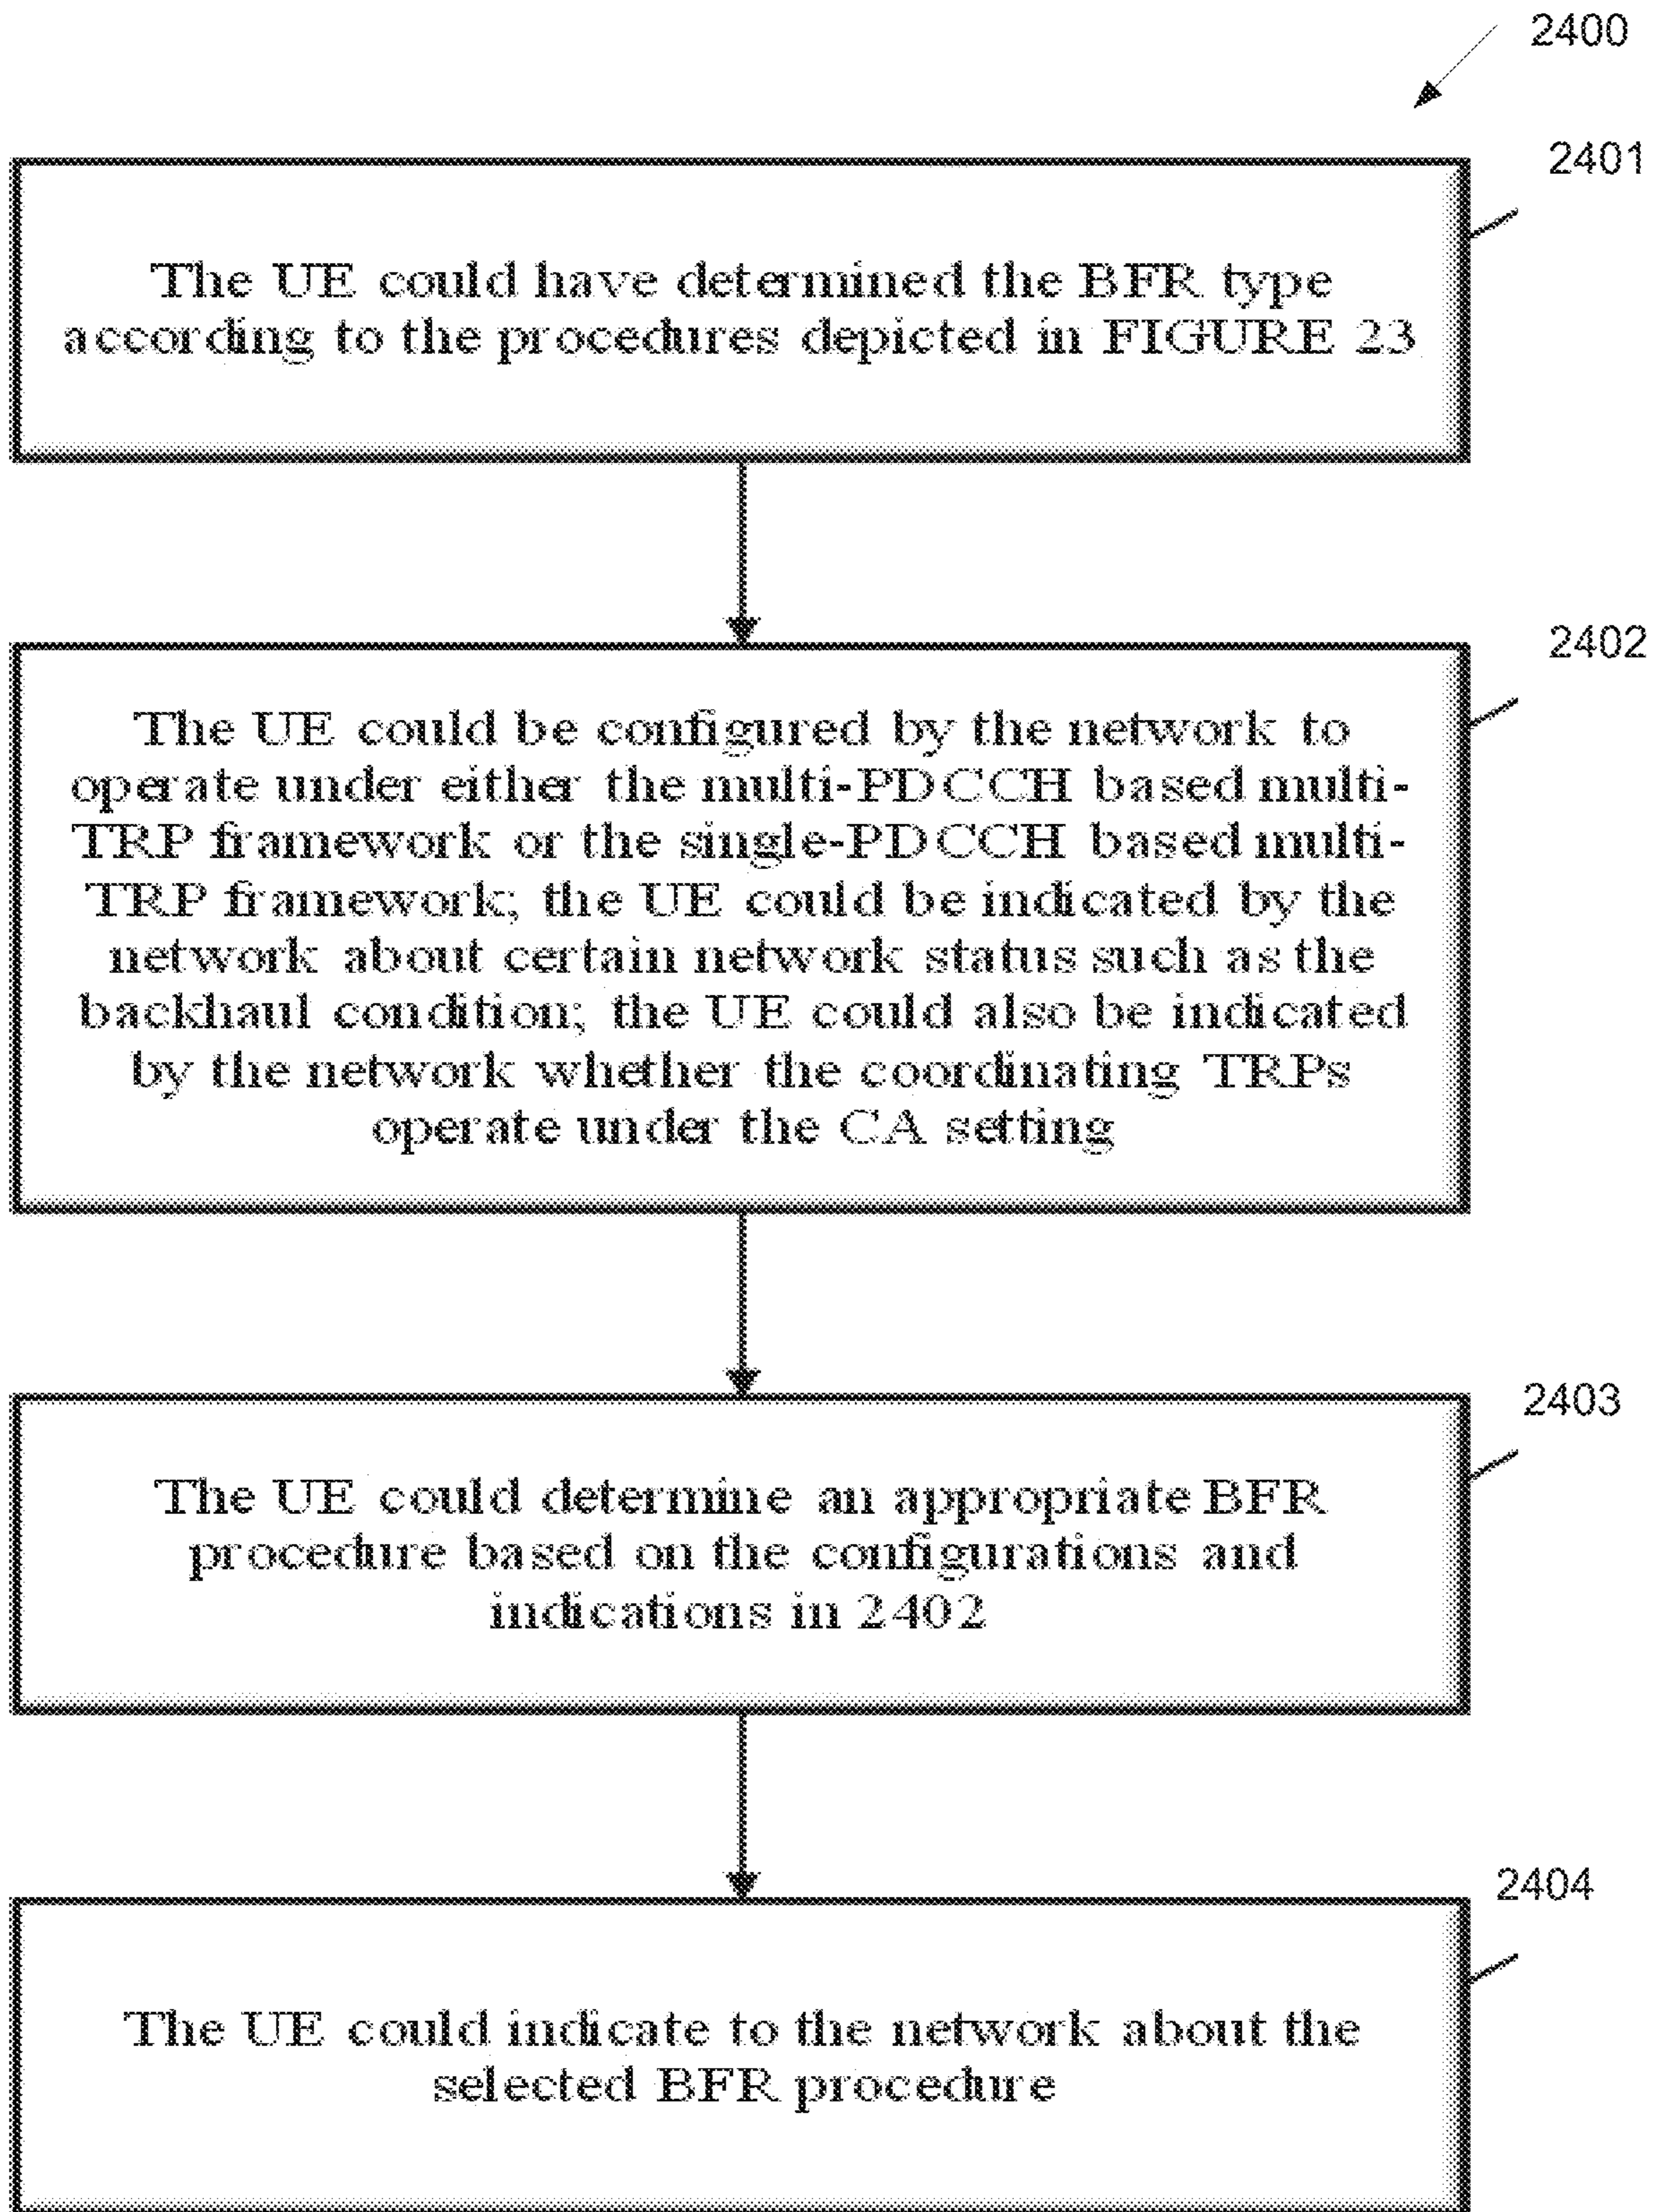 2400
2401
The UE could have determined the BFR type
according to the procedures depicted in FIGURE 23
2402
The UE could be configured by the network to
operate under either the multi-PDCCH based multi-
TRP framework or the single-PDCCH based multi-
TRP framework; the UE could be indicated by the
network about certain network status such as the
backhaul condition; the UE could also be indicated
by the network whether the coordinating TRPs
operate under the CA setting
2403
The UE could determine an appropriate BFR
procedure based on the configurations and
indications in 2402
2404
The UE could indicate to the network about the
selected BFR procedure